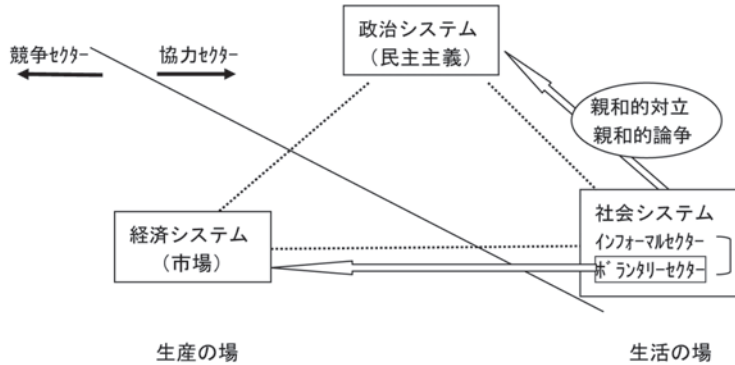 政治システム
（民主主義）
競争ｾｸﾀｰ
協力ｾｸﾀｰ
親和的対立
親和的論争
社会システム
ｲﾝﾌｫｰﾏﾙｾｸﾀｰ
ﾎﾞﾗﾝﾀﾘｰｾｸﾀｰ
経済システム
（市場）
生産の場
生活の場